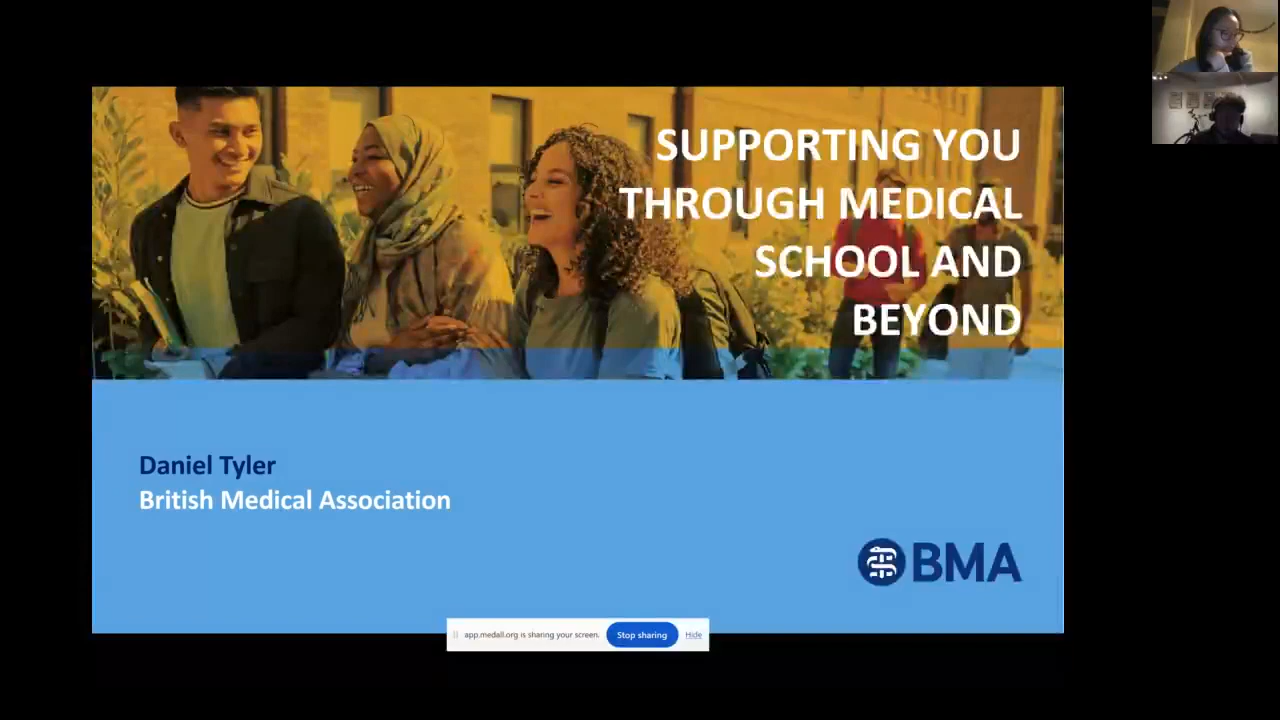 SUPPORTING YOU
THROUGH MEDICAL
SCHOOL AND
BEYOND
Daniel Tyler
British Medical Association
BMA
app.medall.org is sharing your screen.
Stop sharing
Hide